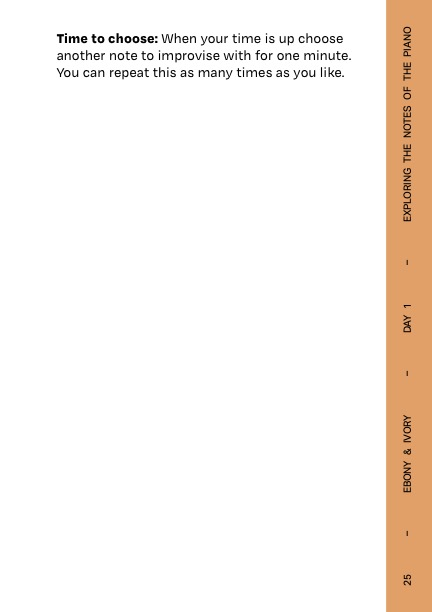 Time to choose: When your time is up choose
another note to improvise with for one minute.
You can repeat this as many times as you like.
25 – EBONY & IVORY – DAY 1 – EXPLORING THE NOTES OF THE PIANO